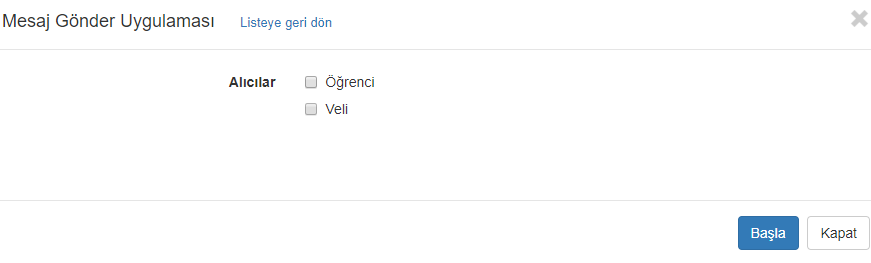 Mesaj Gönder Uygulaması Listeye geri dön
Alıcılar Öğrenci
Veli
Başla Kapat